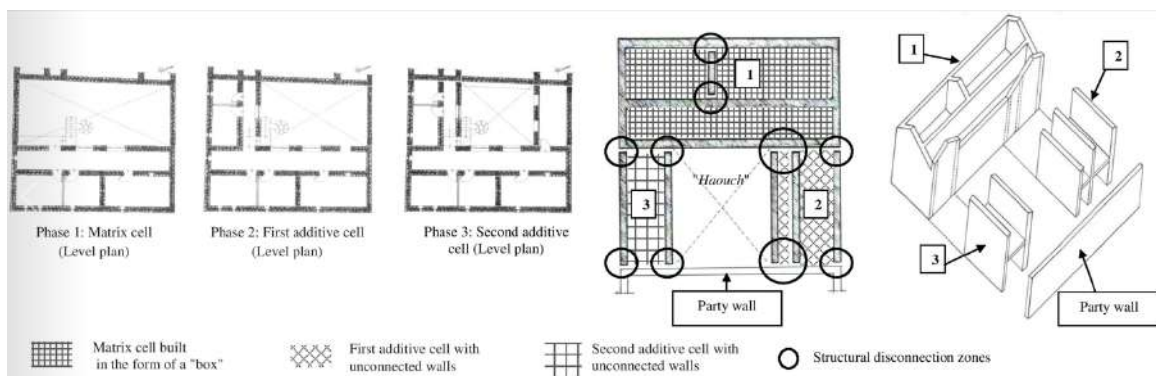 Phase 1: Matrix cell
(Level plan)
Phase 2: First additive cell
(Level plan)
Phase 3: Second additive
cell (Level plan)
1
"Haouch"
3
2
Party wall
1
2
3
Party wall
Matrix cell built
in the form of a "box"
First additive cell with
unconnected walls
Second additive cell with
unconnected walls
Structural disconnection zones